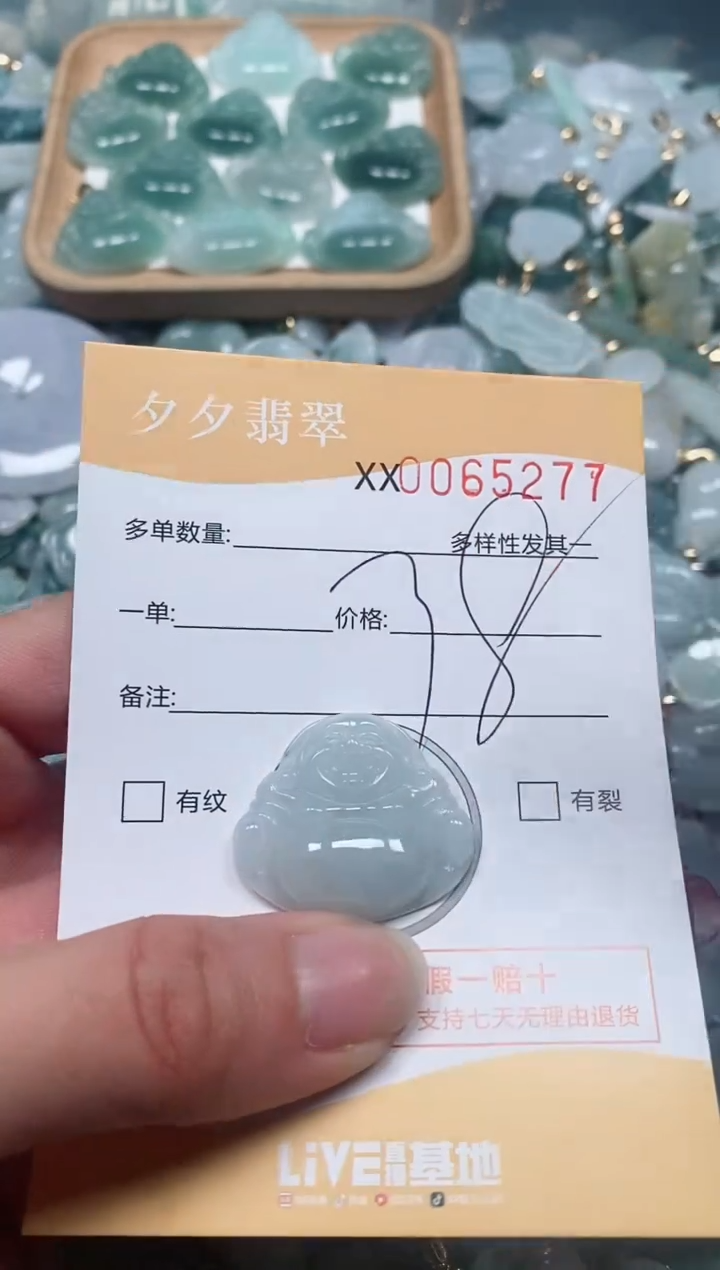 夕夕翡翠
XX0065277
多单数量:
多样性发其一
一单: 价格:
备注:
78
有纹 有裂
假一赔十
支持七天无理由退货
LIVE基地